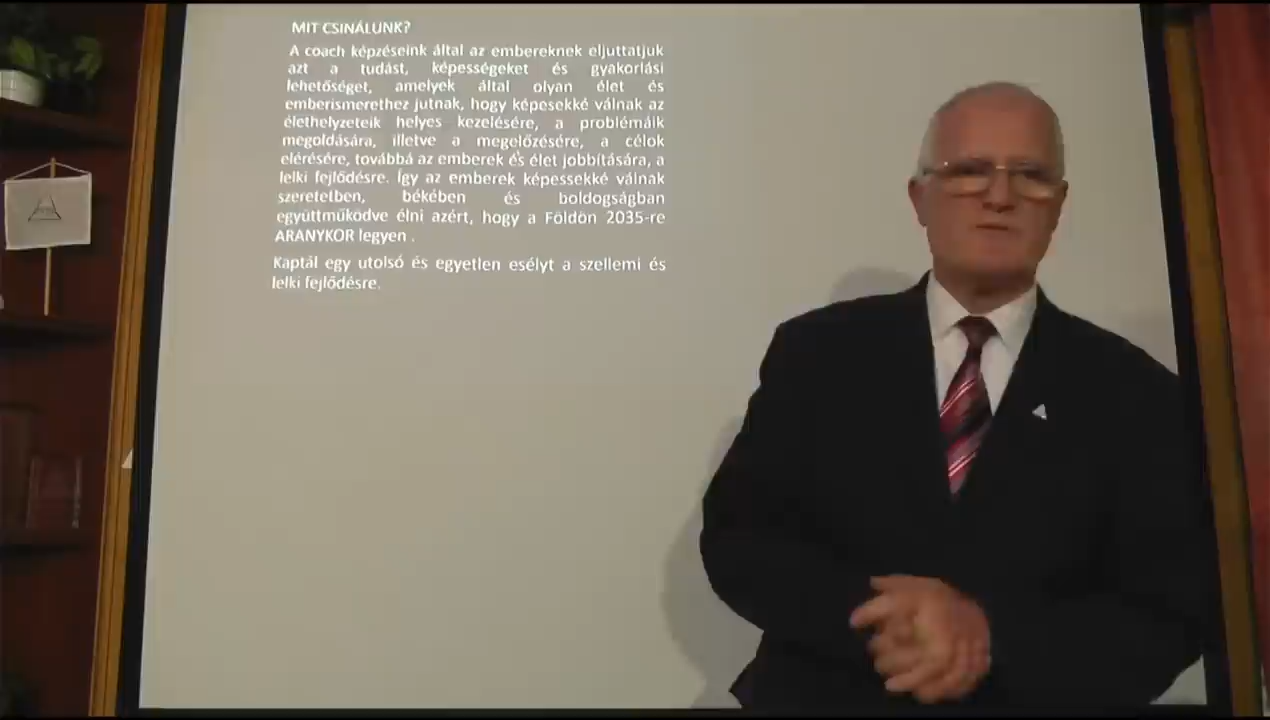 MIT CSINÁLUNK?
A coach képzéseink által az embereknek eljuttatjuk
azt a tudást, képességeket és gyakorlási
lehetőséget, amelyek által olyan élet és
emberismerethez jutnak, hogy képesekké válnak az
élethelyzeteik helyes kezelésére, a problémáik
megoldására, illetve a megelőzésére, a célok
elérésére, továbbá az emberek és élet jobbítására, a
lelki fejlődésre. Így az emberek képessekké válnak
szeretetben, békében és boldogságban
együttműködve élni azért, hogy a Földön 2035-re
ARANYKOR legyen .
Kaptál egy utolsó és egyetlen esélyt a szellemi és
lelki fejlődésre.